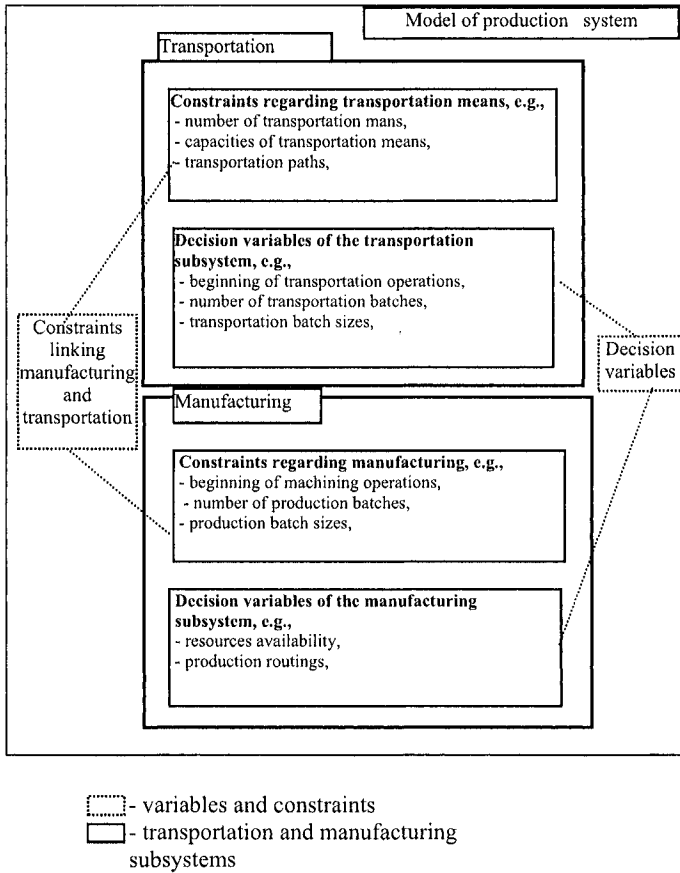 Model of production system
Transportation
Constraints regarding transportation means, e.g.,
- number of transportation mans,
- capacities of transportation means,
- transportation paths,
Decision variables of the transportation
subsystem, e.g.,
- beginning of transportation operations,
- number of transportation batches,
- transportation batch sizes,
Constraints
linking
manufacturing
and
transportation
Decision
variables
Manufacturing
Constraints regarding manufacturing, e.g.,
- beginning of machining operations,
- number of production batches,
- production batch sizes,
Decision variables of the manufacturing
subsystem, e.g.,
- resources availability,
- production routings,
- variables and constraints
- transportation and manufacturing
subsystems